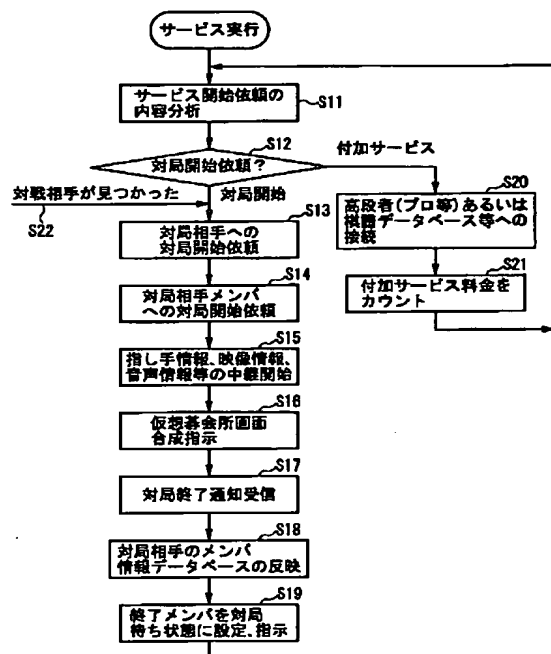 サービス実行
サービス開始依頼の
内容分析
S11
S12
対局開始依頼?
付加サービス
対戦相手が見つかった
対局開始
S22
S13
対局相手への
対局開始依頼
S20
高段者(プロ等)あるいは
棋譜データベース等への
接続
S14
対局相手メンバ
への対局開始依頼
S21
付加サービス料金を
カウント
S15
指し手情報、映像情報、
音声情報等の中継開始
S16
仮想碁会所画面
合成指示
S17
対局終了通知受信
S18
対局相手のメンバ
情報データベースの反映
S19
終了メンバを対局
待ち状態に設定、指示